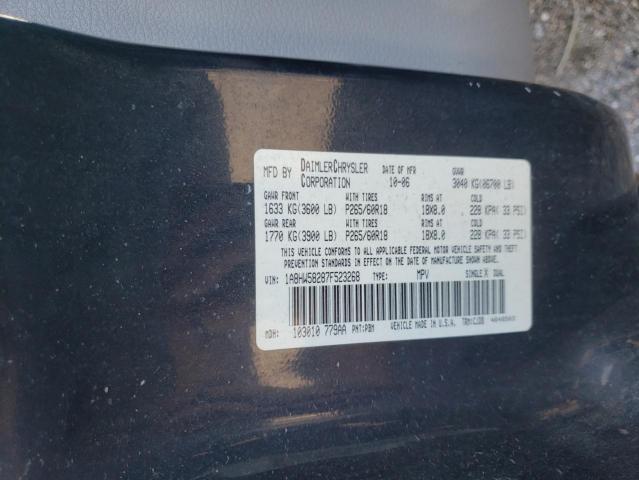 MFD BY DAIMLERCHRYSLER CORPORATION DATE OF MFR 10-06 GVWR 3040 KG(06700 LB)
GAWR FRONT WITH TIRES RIMS AT COLD
1633 KG(3600 LB) P265/60R18 18X8.0 , 228 KPA( 33 PSI)
GAWR REAR WITH TIRES RIMS AT COLD
1770 KG(3900 LB) P265/60R18 18X8.0 , 228 KPA( 33 PSI)
THIS VEHICLE CONFORMS TO ALL APPLICABLE FEDERAL MOTOR VEHICLE SAFETY AND THEFT
PREVENTION STANDARDS IN EFFECT ON THE DATE OF MANUFACTURE SHOWN ABOVE.
VIN: 1A8HW58287F523268 TYPE: MPV SINGLE X DUAL
MDH: 103010 779AA PNT:PBM VEHICLE MADE IN U.S.A. TRM:CJDB